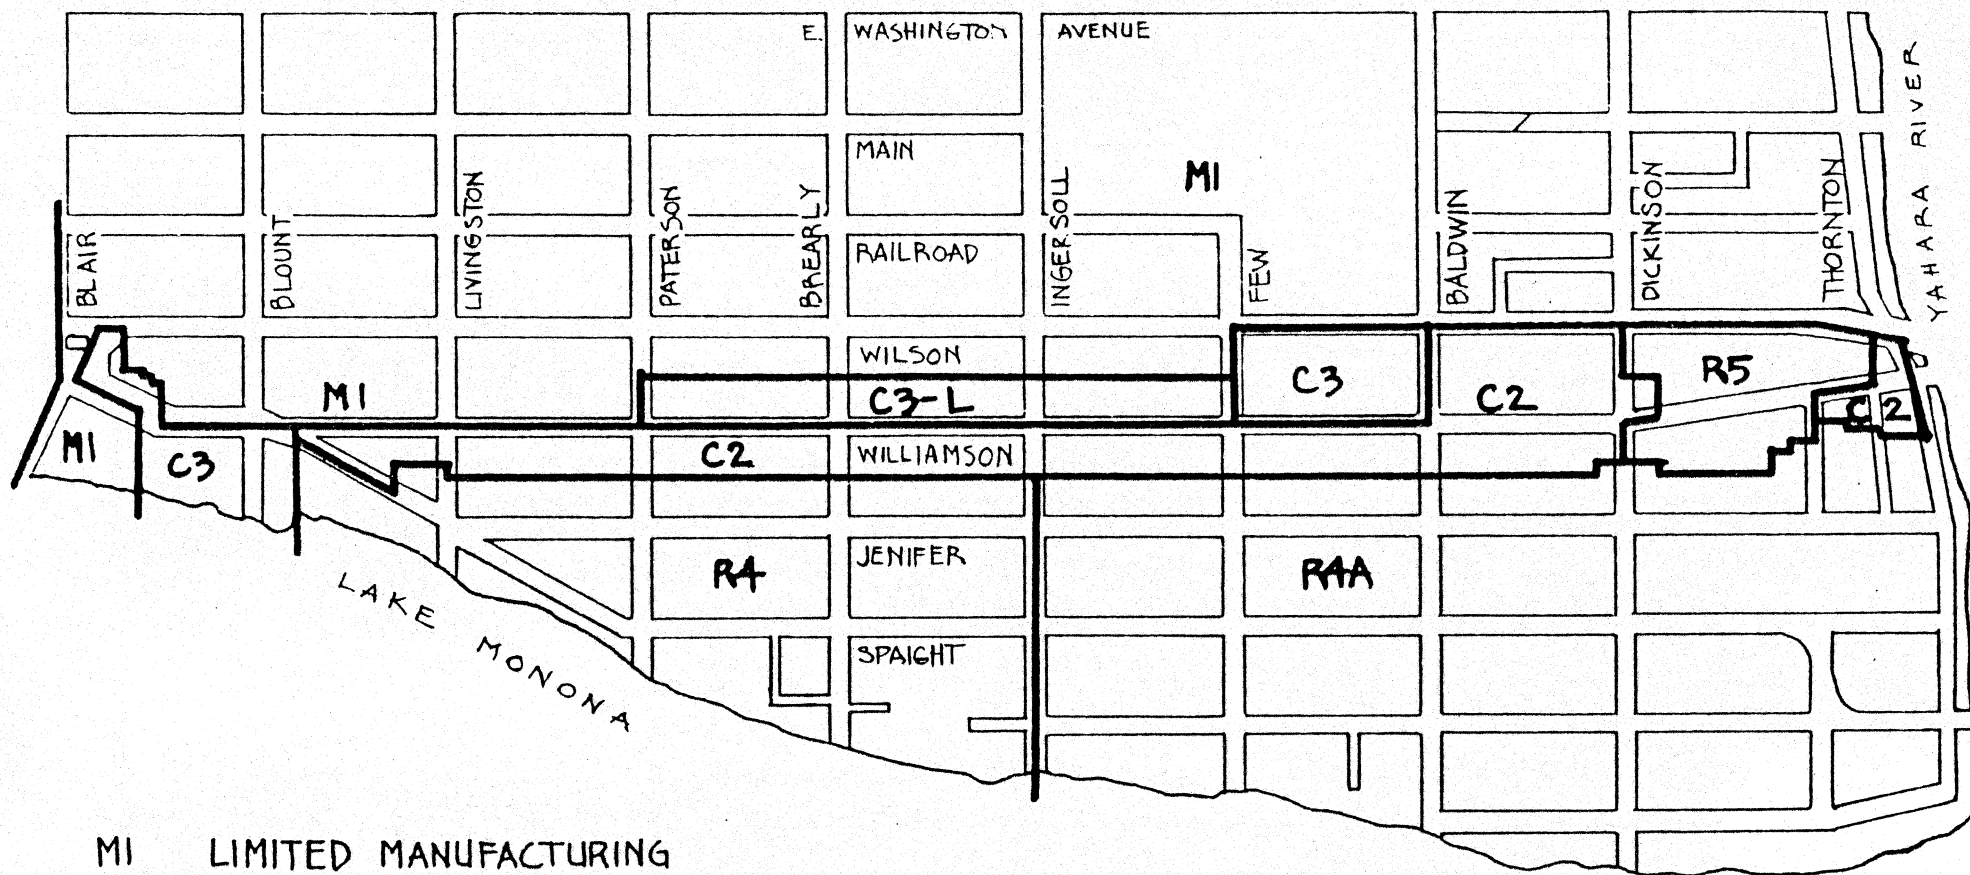 E. WASHINGTON AVENUE
MAIN
M1
YAHARA RIVER
BLAIR
BLOUNT
LIVINGSTON
PATERSON
BREARLY
RAILROAD
INGERSOLL
FEW
BALDWIN
DICKINSON
THORNTON
WILSON
M1
C3-L
C3
C2
R5
C2
M1
C3
C2
WILLIAMSON
R4
JENIFER
R4A
LAKE MONONA
SPAIGHT
M1 LIMITED MANUFACTURING